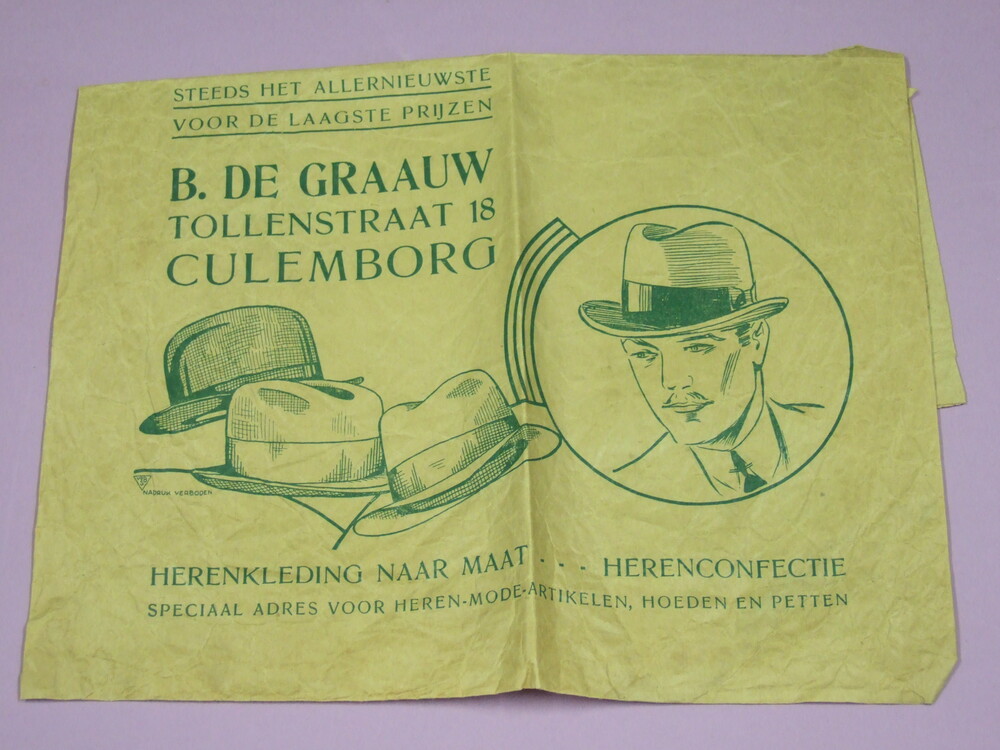 STEEDS HET ALLERNIEUWSTE
VOOR DE LAAGSTE PRIJZEN
B. DE GRAAUW
TOLLENSTRAAT 18
CULEMBORG
NADRUK VERBODEN
HERENKLEDING NAAR MAAT . . . HERENCONFECTIE
SPECIAAL ADRES VOOR HEREN-MODE-ARTIKELEN, HOEDEN EN PETTEN